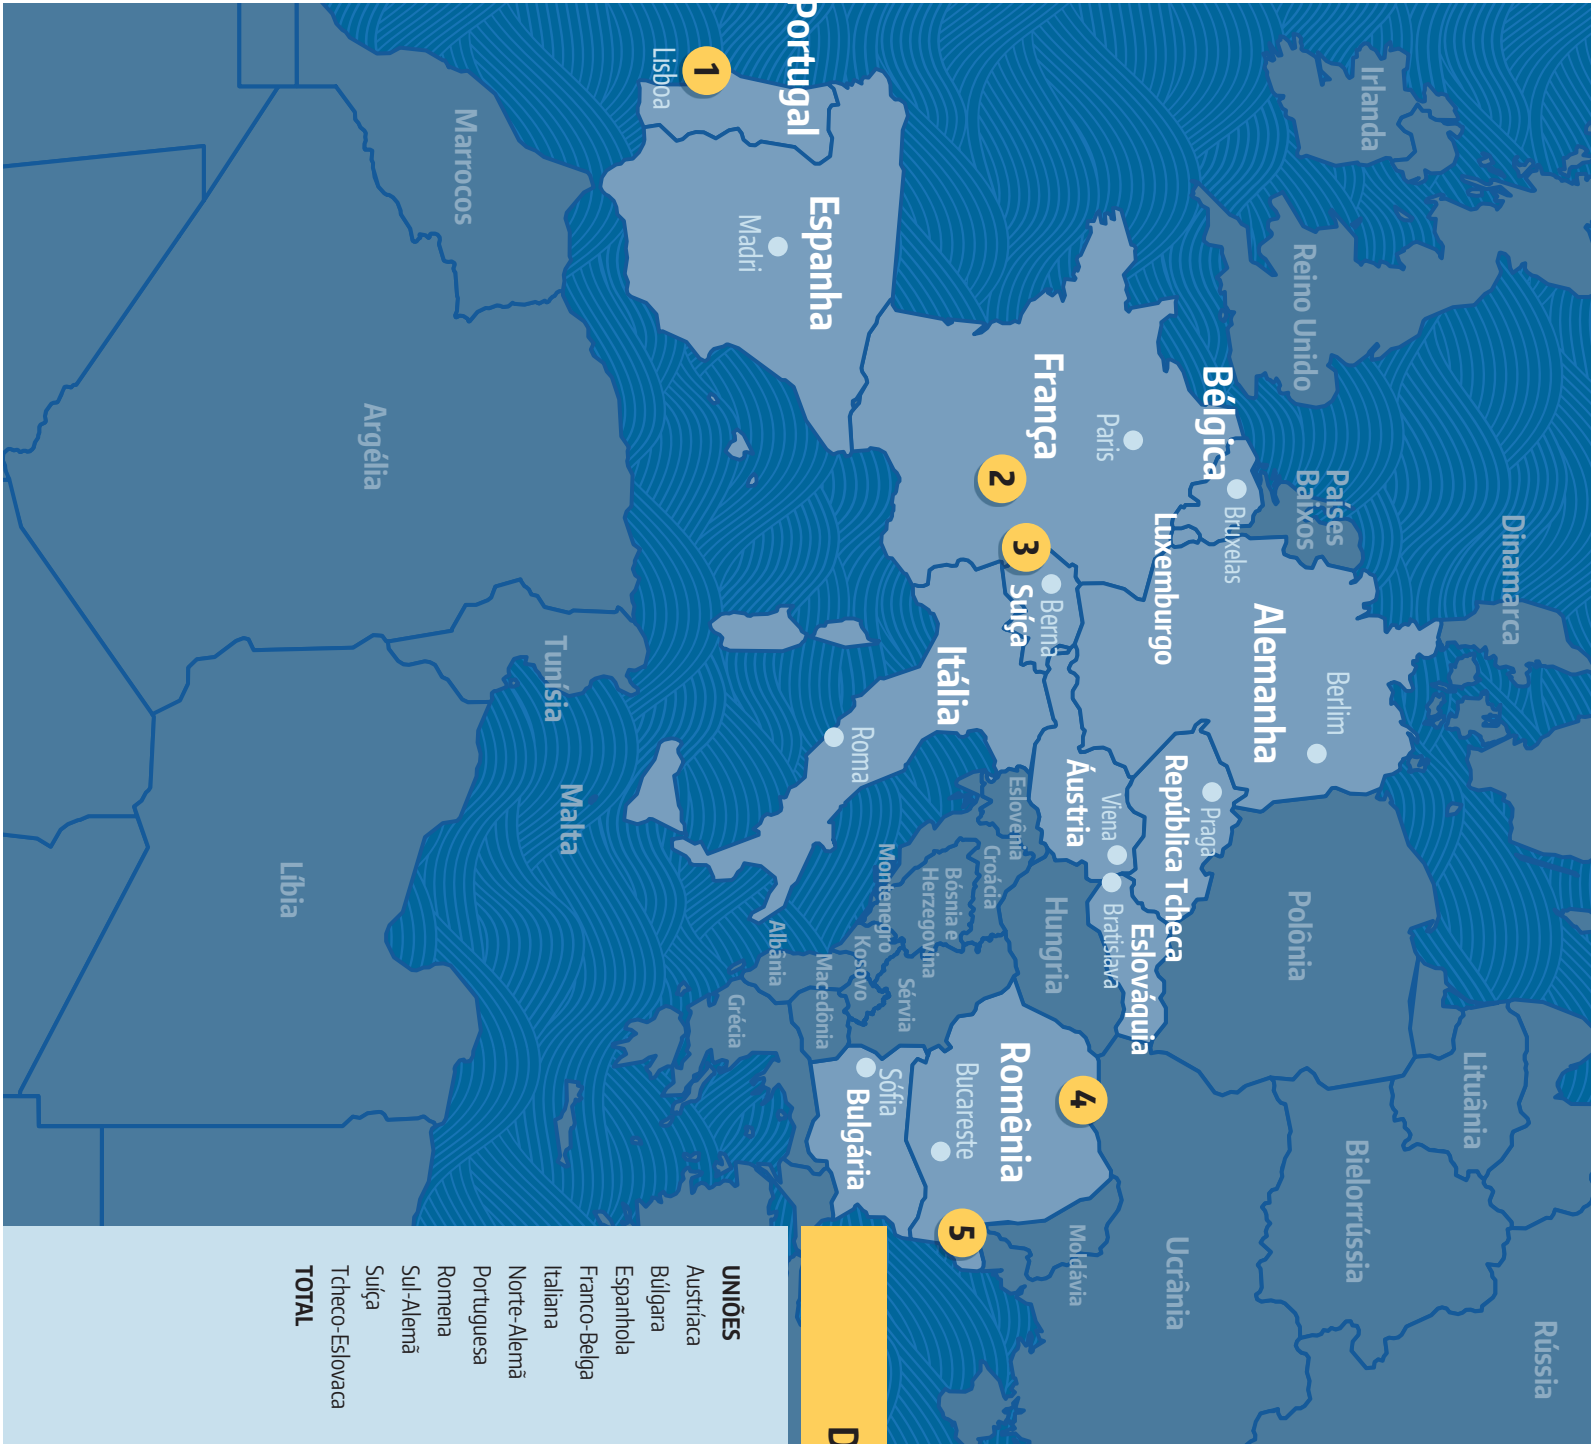 Irlanda
Reino Unido
Dinamarca
Países
Baixos
Bélgica
Bruxelas
Luxemburgo
Alemanha
Berlim
Polônia
Lituânia
Bielorrússia
Rússia
Ucrânia
Moldávia
França
Paris
2
3
Suíça
Berna
República Tcheca
Praga
Áustria
Viena
Eslováquia
Bratislava
Hungria
Eslovênia
Croácia
Bósnia e
Herzegovina
Montenegro
Kosovo
Sérvia
Macedônia
Albânia
Grécia
Romênia
Bucareste
4
5
Bulgária
Sófia
Itália
Roma
Portugal
Lisboa
1
Espanha
Madri
Marrocos
Argélia
Tunísia
Malta
Líbia
D
UNIÕES
Austríaca
Búlgara
Espanhola
Franco-Belga
Italiana
Norte-Alemã
Portuguesa
Romena
Sul-Alemã
Suíça
Tcheco-Eslovaca
TOTAL